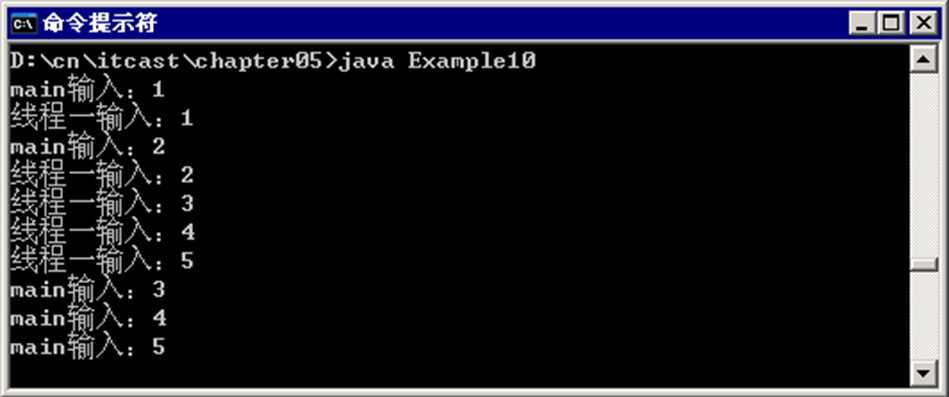 命令提示符
D:\cn\itcast\chapter05>java Example10
main输入：1
线程一输入：1
main输入：2
线程一输入：2
线程一输入：3
线程一输入：4
线程一输入：5
main输入：3
main输入：4
main输入：5